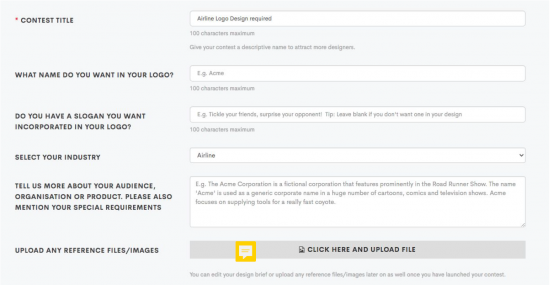 * CONTEST TITLE
Airline Logo Design required
100 characters maximum
Give your contest a descriptive name to attract more designers.
WHAT NAME DO YOU WANT IN YOUR LOGO?
E.g. Acme
100 characters maximum
DO YOU HAVE A SLOGAN YOU WANT
INCORPORATED IN YOUR LOGO?
E.g. Tickle your friends, surprise your opponent! Tip: Leave blank if you don't want one in your design
100 characters maximum
SELECT YOUR INDUSTRY
Airline
TELL US MORE ABOUT YOUR AUDIENCE,
ORGANISATION OR PRODUCT. PLEASE ALSO
MENTION YOUR SPECIAL REQUIREMENTS
E.g. The Acme Corporation is a fictional corporation that features prominently in the Road Runner Show. The name
'Acme' is used as a generic corporate name in a huge number of cartoons, comics and television shows. Acme
focuses on supplying tools for a really fast coyote.
UPLOAD ANY REFERENCE FILES/IMAGES
CLICK HERE AND UPLOAD FILE
You can edit your design brief or upload any reference files/images later on as well once you have launched your contest.